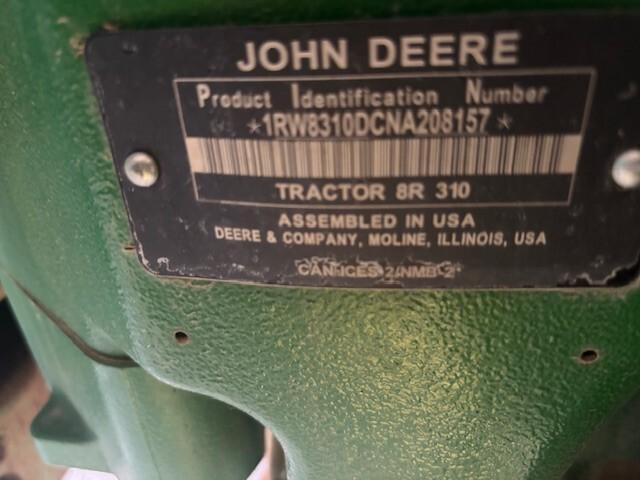 JOHN DEERE
Product Identification Number
*1RW8310DCNA208157*
TRACTOR 8R 310
ASSEMBLED IN USA
DEERE & COMPANY, MOLINE, ILLINOIS, USA
CAN ICES-2/NMB-2